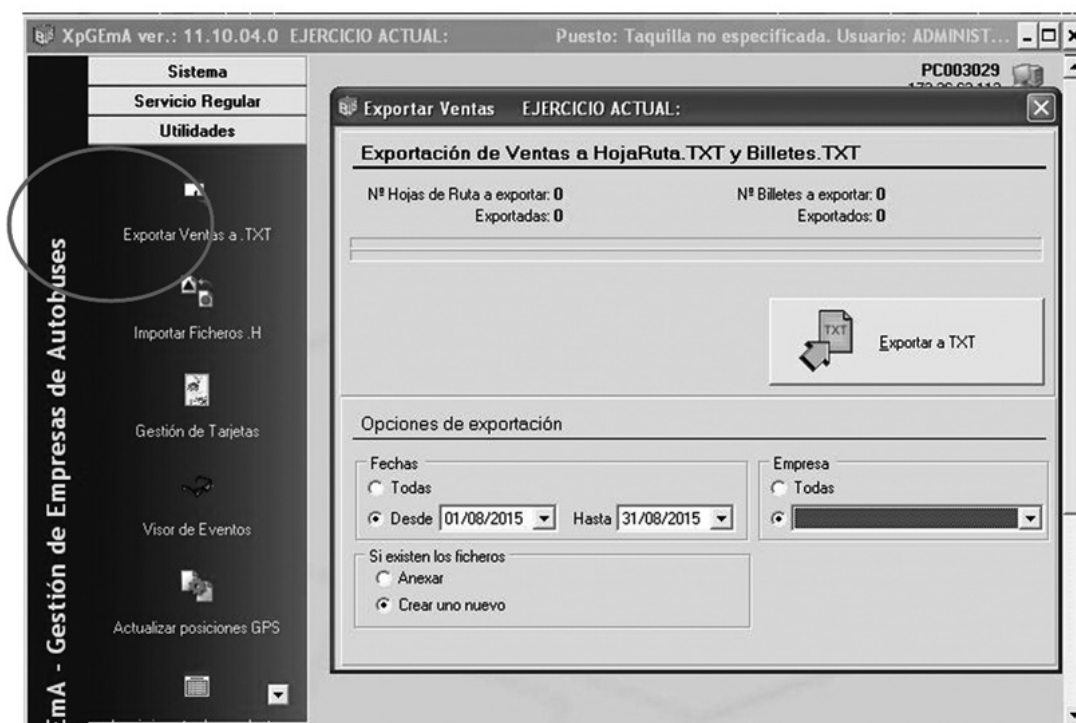 XpGEmA ver.: 11.10.04.0 EJERCICIO ACTUAL: Puesto: Taquilla no especificada. Usuario: ADMINIST...
Sistema
Servicio Regular
Utilidades
Exportar Ventas a .TXT
Importar Ficheros .H
Gestión de Tarjetas
Visor de Eventos
Actualizar posiciones GPS
EmA - Gestión de Empresas de Autobuses
PC003029
Exportar Ventas EJERCICIO ACTUAL:
Exportación de Ventas a HojaRuta.TXT y Billetes.TXT
Nº Hojas de Ruta a exportar: 0
Exportadas: 0
Nº Billetes a exportar: 0
Exportados: 0
TXT
Exportar a TXT
Opciones de exportación
Fechas
Todas
Desde 01/08/2015 Hasta 31/08/2015
Empresa
Todas
Si existen los ficheros
Anexar
Crear uno nuevo